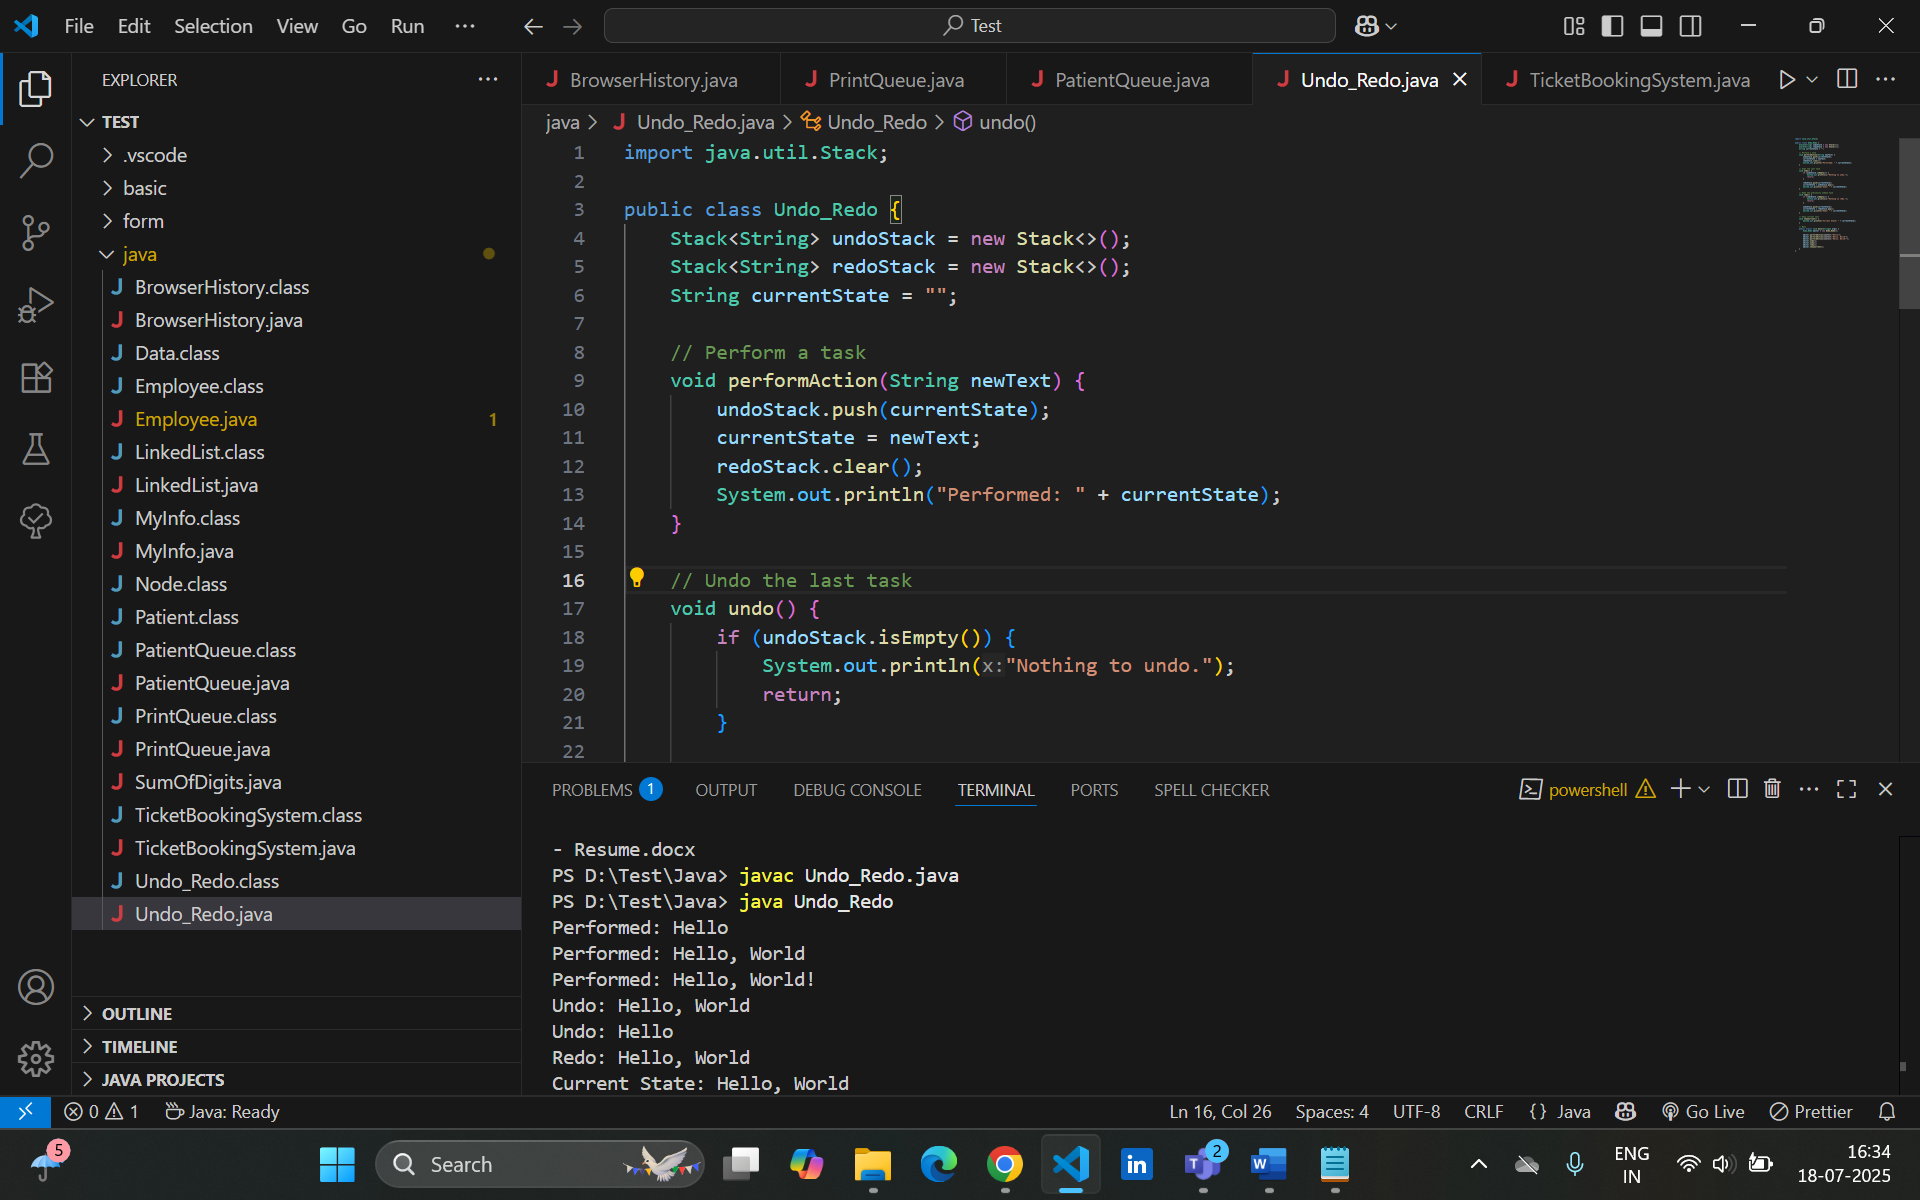 File Edit Selection View Go Run ···
Test
EXPLORER
TEST
.vscode
basic
form
java
BrowserHistory.class
BrowserHistory.java
Data.class
Employee.class
Employee.java 1
LinkedList.class
LinkedList.java
MyInfo.class
MyInfo.java
Node.class
Patient.class
PatientQueue.class
PatientQueue.java
PrintQueue.class
PrintQueue.java
SumOfDigits.java
TicketBookingSystem.class
TicketBookingSystem.java
Undo_Redo.class
Undo_Redo.java
OUTLINE
TIMELINE
JAVA PROJECTS
BrowserHistory.java PrintQueue.java PatientQueue.java Undo_Redo.java TicketBookingSystem.java
java > Undo_Redo.java > Undo_Redo > undo()
1 import java.util.Stack;
2
3 public class Undo_Redo {
4 Stack<String> undoStack = new Stack<>();
5 Stack<String> redoStack = new Stack<>();
6 String currentState = "";
7
8 // Perform a task
9 void performAction(String newText) {
10 undoStack.push(currentState);
11 currentState = newText;
12 redoStack.clear();
13 System.out.println("Performed: " + currentState);
14 }
15
16 // Undo the last task
17 void undo() {
18 if (undoStack.isEmpty()) {
19 System.out.println(x:"Nothing to undo.");
20 return;
21 }
22
PROBLEMS 1 OUTPUT DEBUG CONSOLE TERMINAL PORTS SPELL CHECKER powershell
- Resume.docx
PS D:\Test\Java> javac Undo_Redo.java
PS D:\Test\Java> java Undo_Redo
Performed: Hello
Performed: Hello, World
Performed: Hello, World!
Undo: Hello, World
Undo: Hello
Redo: Hello, World
Current State: Hello, World
0 1 Java: Ready Ln 16, Col 26 Spaces: 4 UTF-8 CRLF {} Java Go Live Prettier
5 Search 2 ENG IN 16:34 18-07-2025